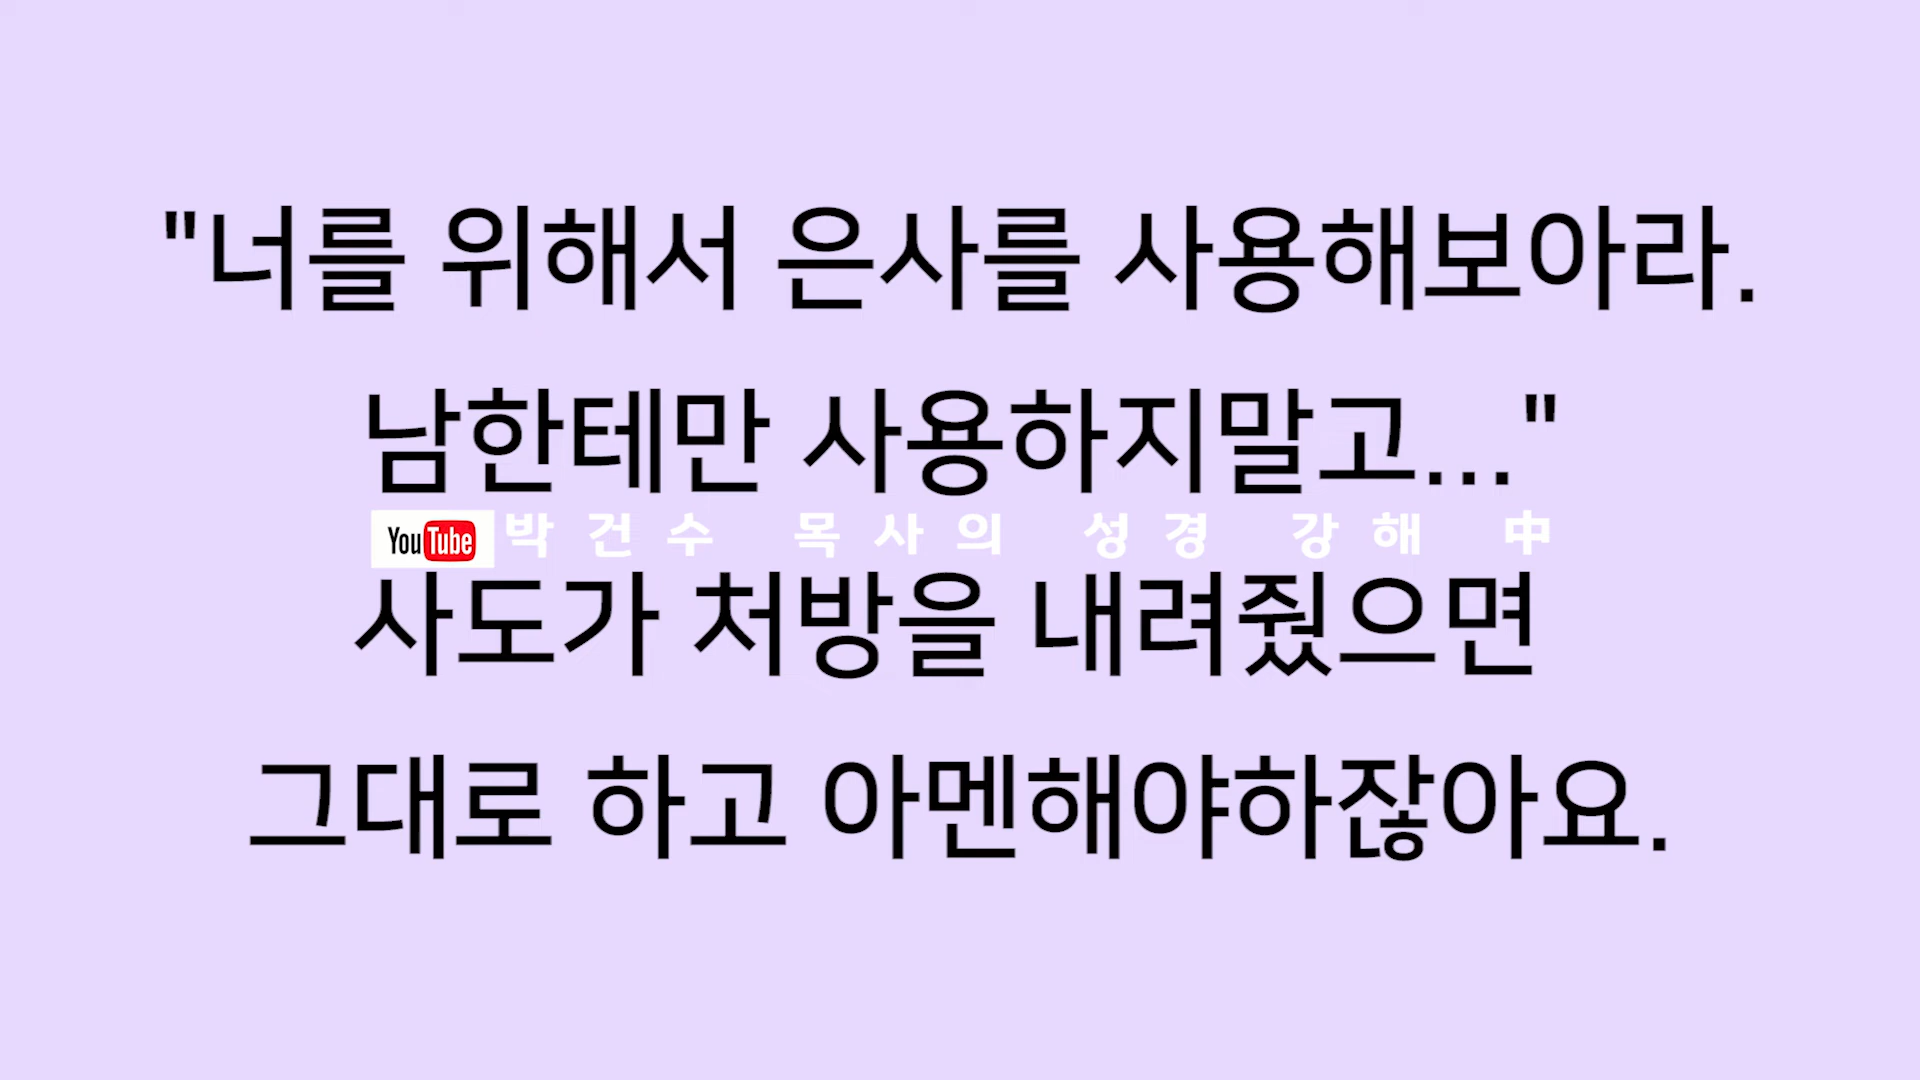 "너를 위해서 은사를 사용해보아라.
남한테만 사용하지말고..."
YouTube 박건수 목사의 성경 강해 中
사도가 처방을 내려줬으면
그대로 하고 아멘해야하잖아요.